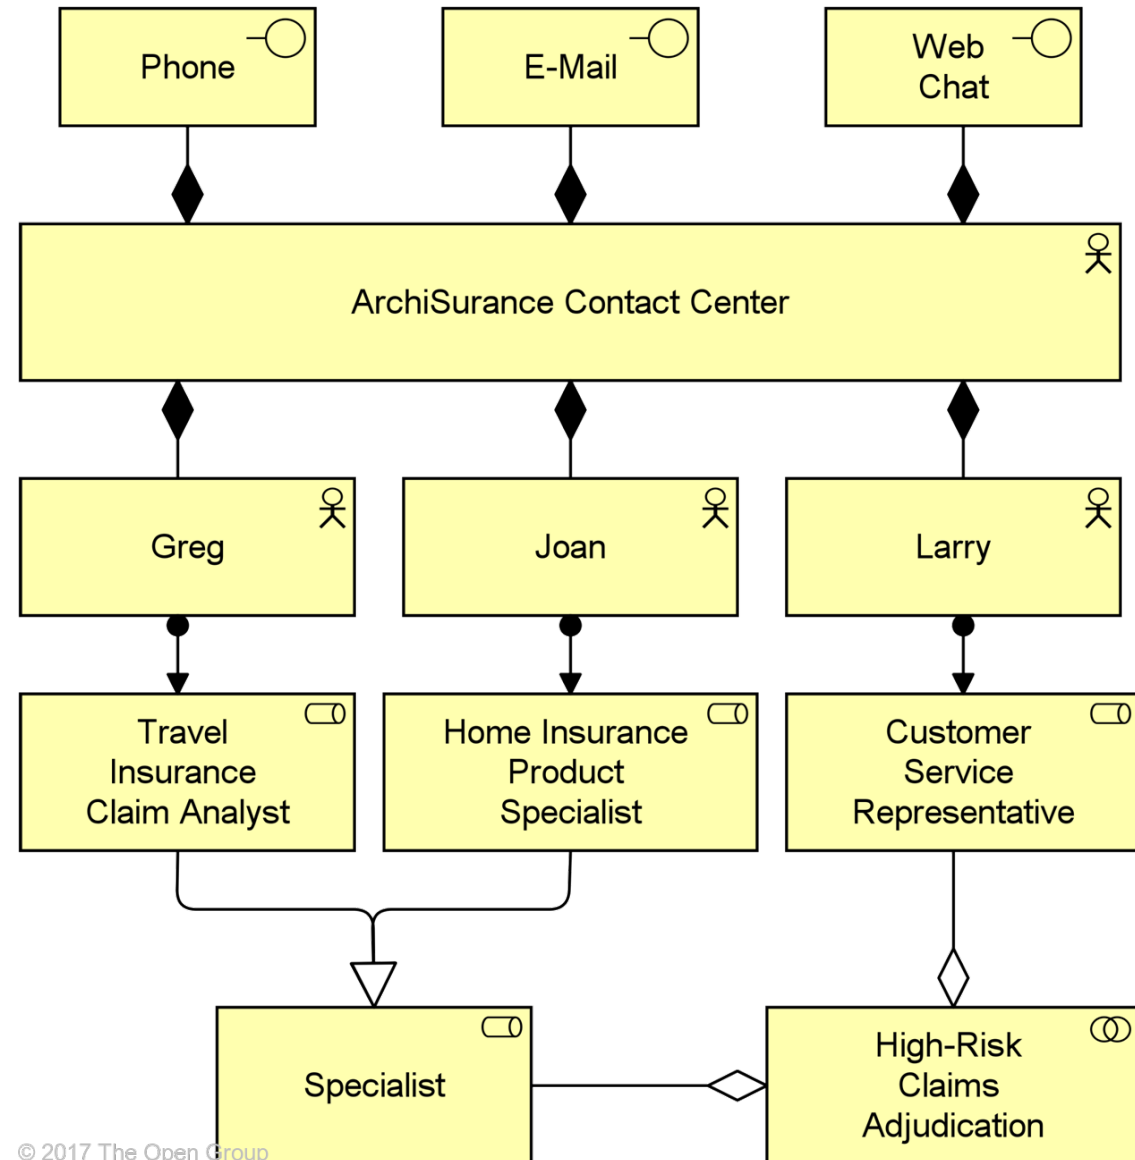 Phone
E-Mail
Web
Chat
ArchiSurance Contact Center
Greg
Joan
Larry
Travel
Insurance
Claim Analyst
Home Insurance
Product
Specialist
Customer
Service
Representative
Specialist
High-Risk
Claims
Adjudication
© 2017 The Open Group